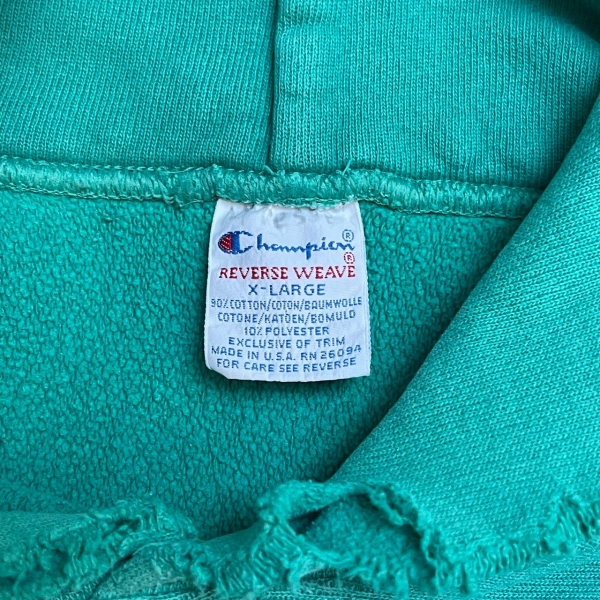 Champion®
REVERSE WEAVE®
X-LARGE
90% COTTON/COTON/BAUMWOLLE
COTONE/KATOEN/BOMULD
10% POLYESTER
EXCLUSIVE OF TRIM
MADE IN U.S.A. RN 26094
FOR CARE SEE REVERSE